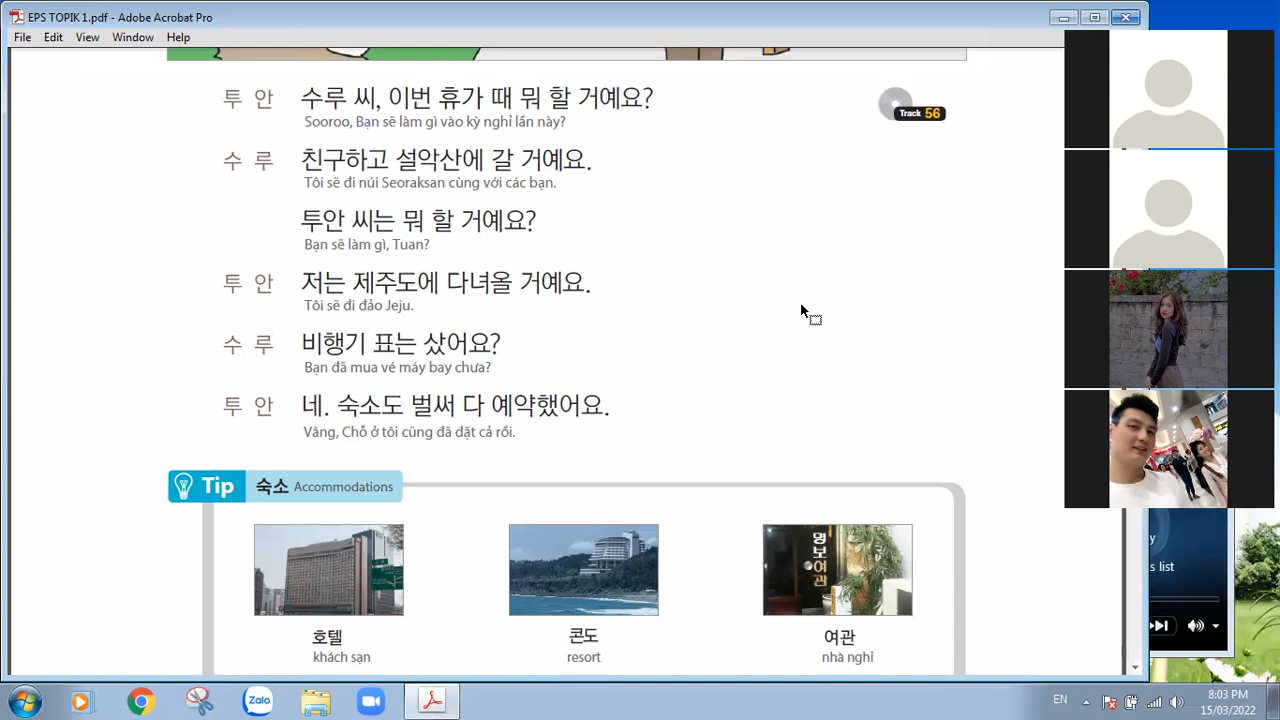 EPS TOPIK 1.pdf - Adobe Acrobat Pro
File Edit View Window Help
투 안 수루 씨, 이번 휴가 때 뭐 할 거예요?
Sooroo, Bạn sẽ làm gì vào kỳ nghỉ lần này?
Track 56
수 루 친구하고 설악산에 갈 거예요.
Tôi sẽ đi núi Seoraksan cùng với các bạn.
투안 씨는 뭐 할 거예요?
Bạn sẽ làm gì, Tuan?
투 안 저는 제주도에 다녀올 거예요.
Tôi sẽ đi đảo Jeju.
수 루 비행기 표는 샀어요?
Bạn đã mua vé máy bay chưa?
투 안 네. 숙소도 벌써 다 예약했어요.
Vâng, Chỗ ở tôi cũng đã đặt cả rồi.
Tip 숙소 Accommodations
명보여관
호텔 콘도 여관
khách sạn resort nhà nghỉ
y
s list
Zalo
EN
8:03 PM
15/03/2022